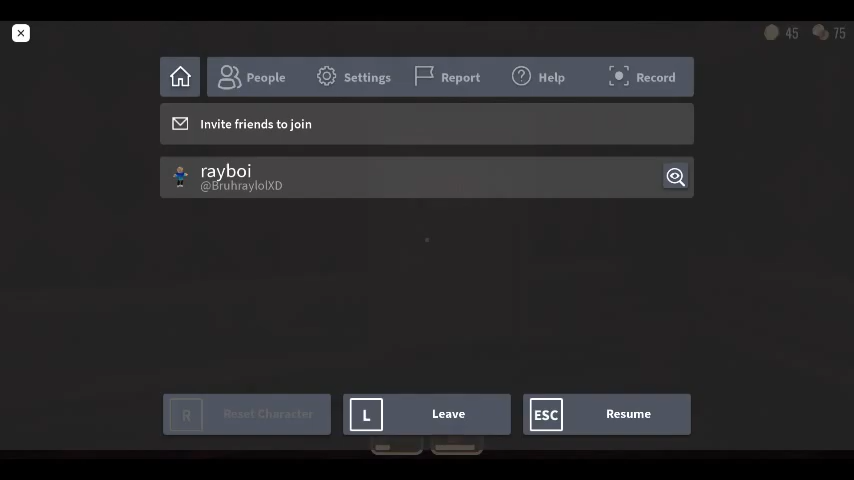 45 75
People Settings Report Help Record
Invite friends to join
rayboi
@BruhraylolXD
R Reset Character L Leave ESC Resume